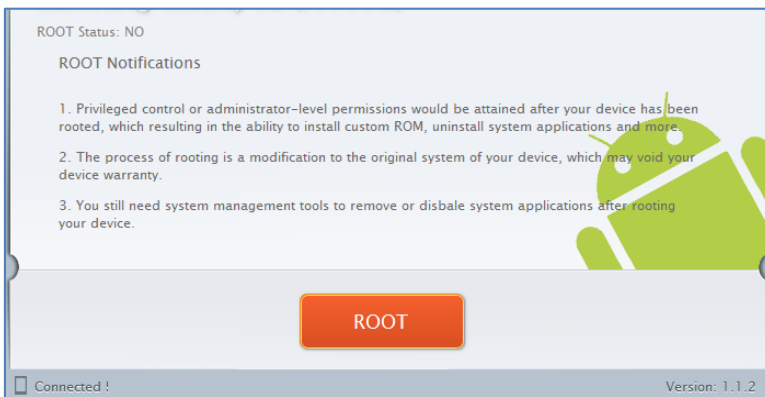 ROOT Status: NO
ROOT Notifications
1. Privileged control or administrator-level permissions would be attained after your device has been
rooted, which resulting in the ability to install custom ROM, uninstall system applications and more.
2. The process of rooting is a modification to the original system of your device, which may void your
device warranty.
3. You still need system management tools to remove or disbale system applications after rooting
your device.
ROOT
Connected !
Version: 1.1.2